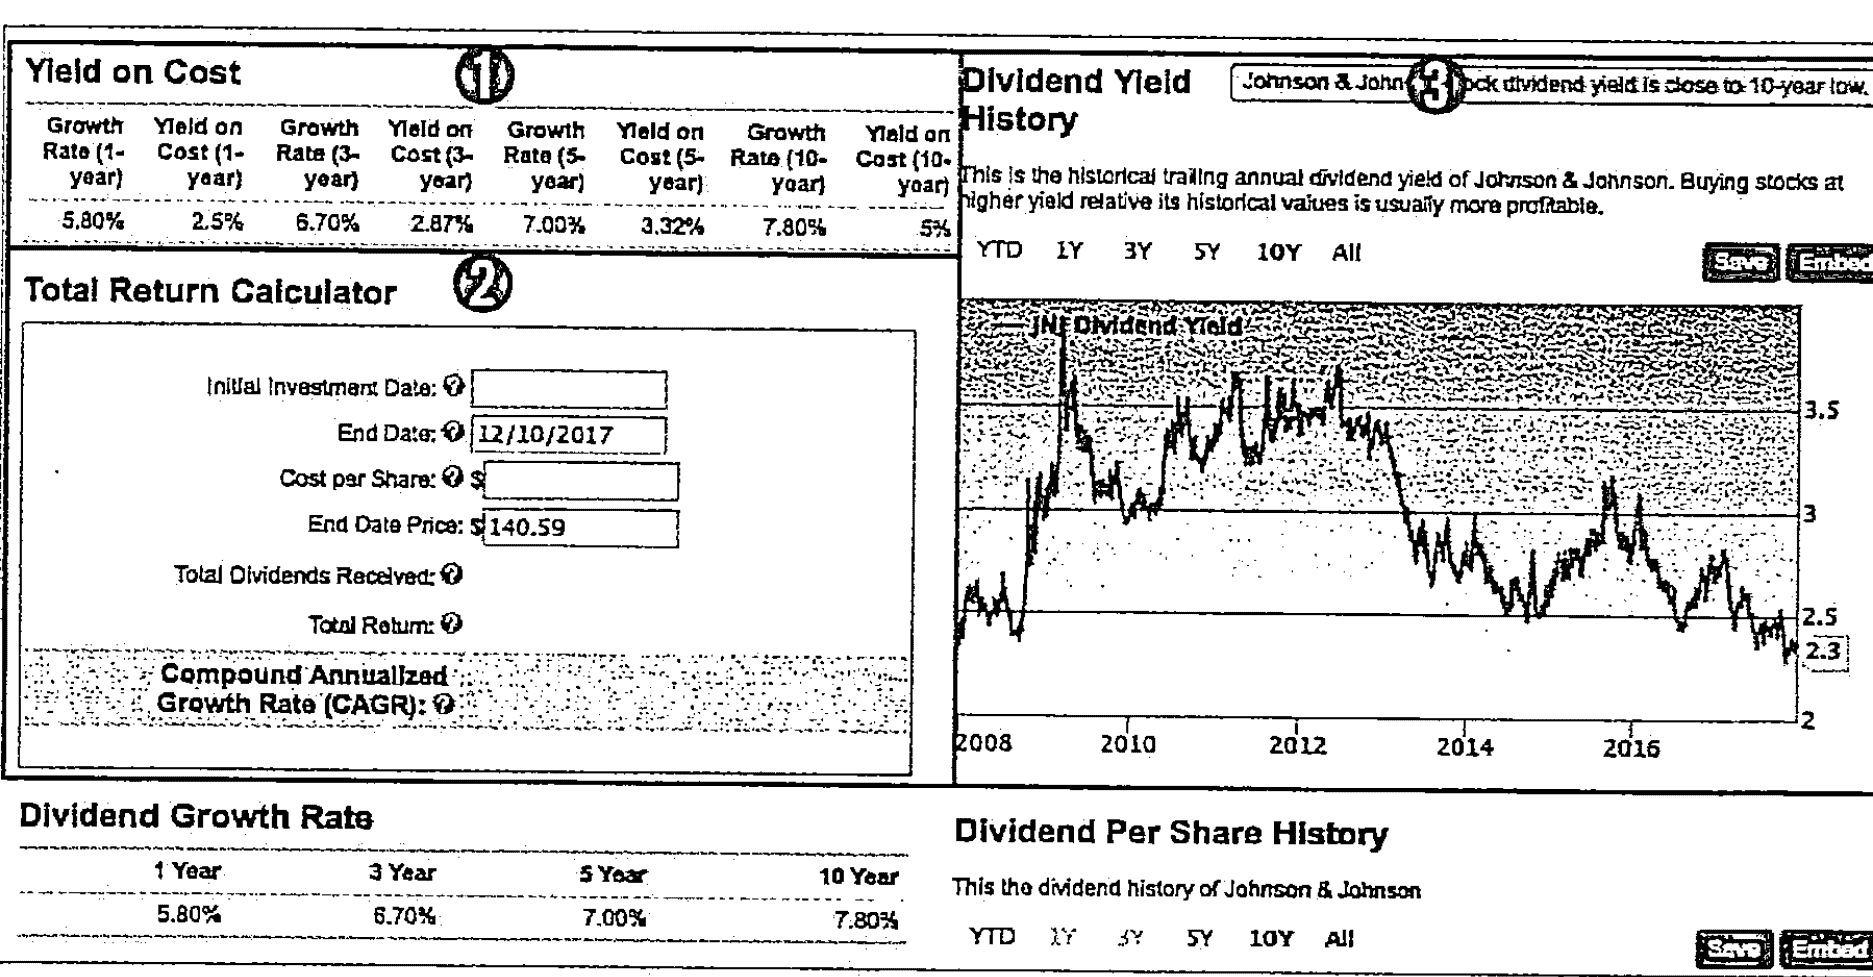 Yield on Cost
1
Growth Rate (1-year) Yield on Cost (1-year) Growth Rate (3-year) Yield on Cost (3-year) Growth Rate (5-year) Yield on Cost (5-year) Growth Rate (10-year) Yield on Cost (10-year)
5.80% 2.5% 6.70% 2.87% 7.00% 3.32% 7.80% 5%
Total Return Calculator
2
Initial Investment Date:
End Date: 12/10/2017
Cost per Share: $
End Date Price: $ 140.59
Total Dividends Received:
Total Return:
Compound Annualized
Growth Rate (CAGR):
Dividend Growth Rate
1 Year 3 Year 5 Year 10 Year
5.80% 6.70% 7.00% 7.80%
Dividend Yield
History
3
Johnson & John ock dividend yield is close to 10-year low.
This is the historical trailing annual dividend yield of Johnson & Johnson. Buying stocks at
higher yield relative its historical values is usually more profitable.
YTD 1Y 3Y 5Y 10Y All
Save Embed
JNJ Dividend Yield
3.5
3
2.5
2.3
2
2008 2010 2012 2014 2016
Dividend Per Share History
This the dividend history of Johnson & Johnson
YTD 1Y 3Y 5Y 10Y All
Save Embed